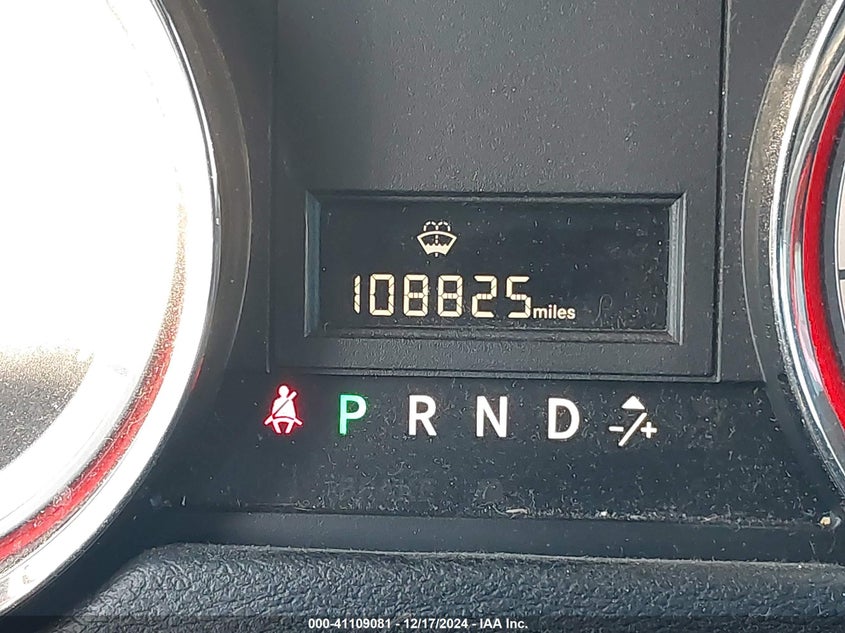 108825miles
P R N D -/+
000-41109081 - 12/17/2024 - IAA Inc.